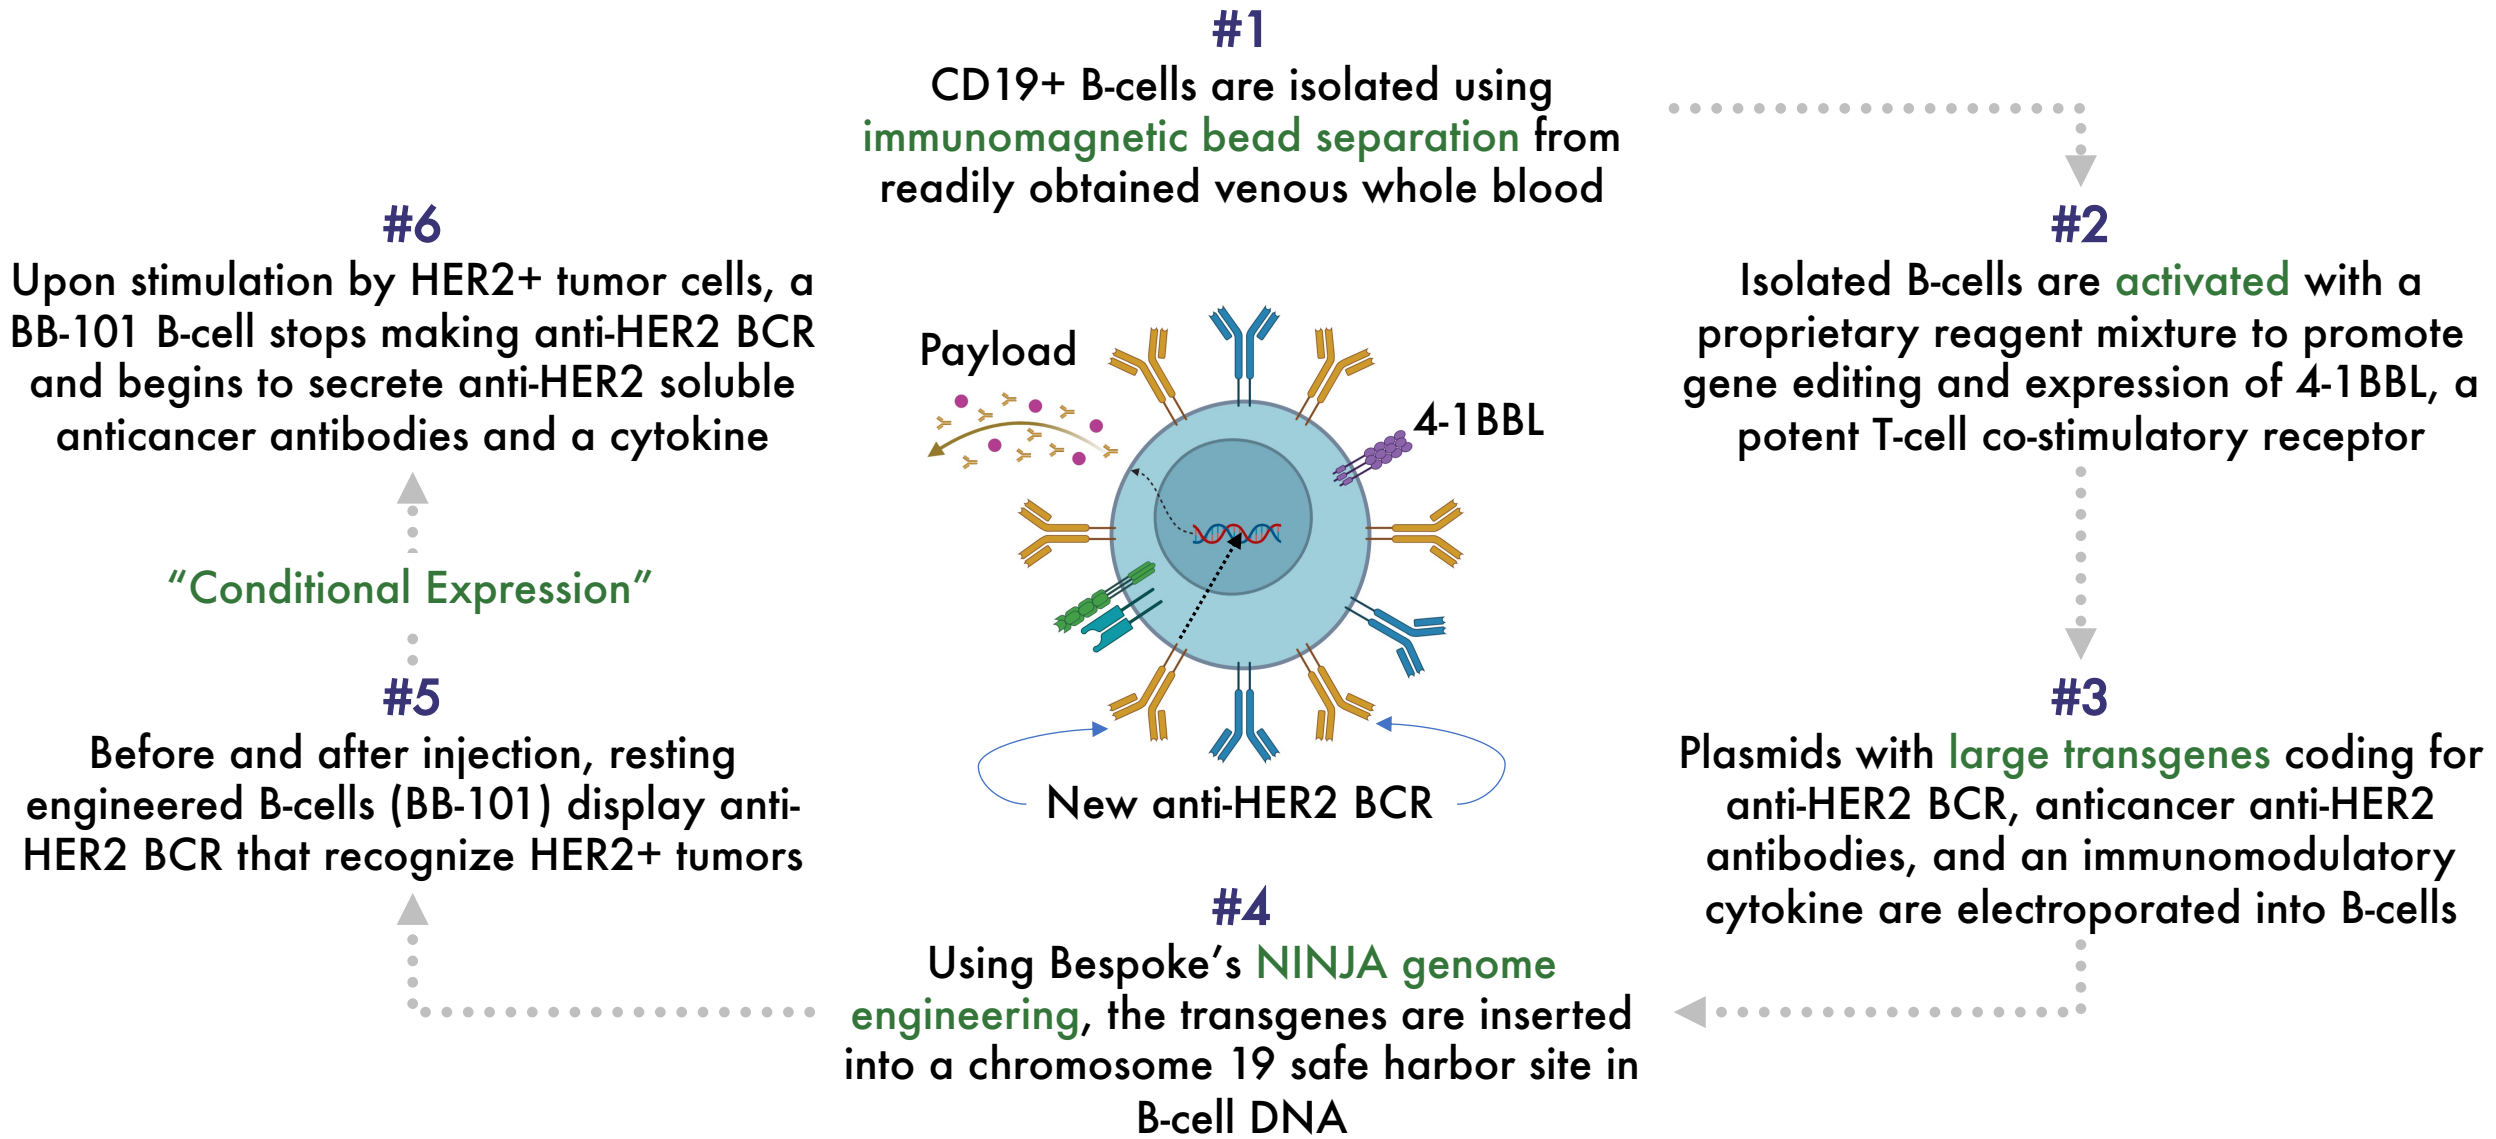 #1
CD19+ B-cells are isolated using
immunomagnetic bead separation from
readily obtained venous whole blood
#2
Isolated B-cells are activated with a
proprietary reagent mixture to promote
gene editing and expression of 4-1BBL, a
potent T-cell co-stimulatory receptor
#3
Plasmids with large transgenes coding for
anti-HER2 BCR, anticancer anti-HER2
antibodies, and an immunomodulatory
cytokine are electroporated into B-cells
#4
Using Bespoke’s NINJA genome
engineering, the transgenes are inserted
into a chromosome 19 safe harbor site in
B-cell DNA
#5
Before and after injection, resting
engineered B-cells (BB-101) display anti-
HER2 BCR that recognize HER2+ tumors
“Conditional Expression”
#6
Upon stimulation by HER2+ tumor cells, a
BB-101 B-cell stops making anti-HER2 BCR
and begins to secrete anti-HER2 soluble
anticancer antibodies and a cytokine
Payload
4-1BBL
New anti-HER2 BCR